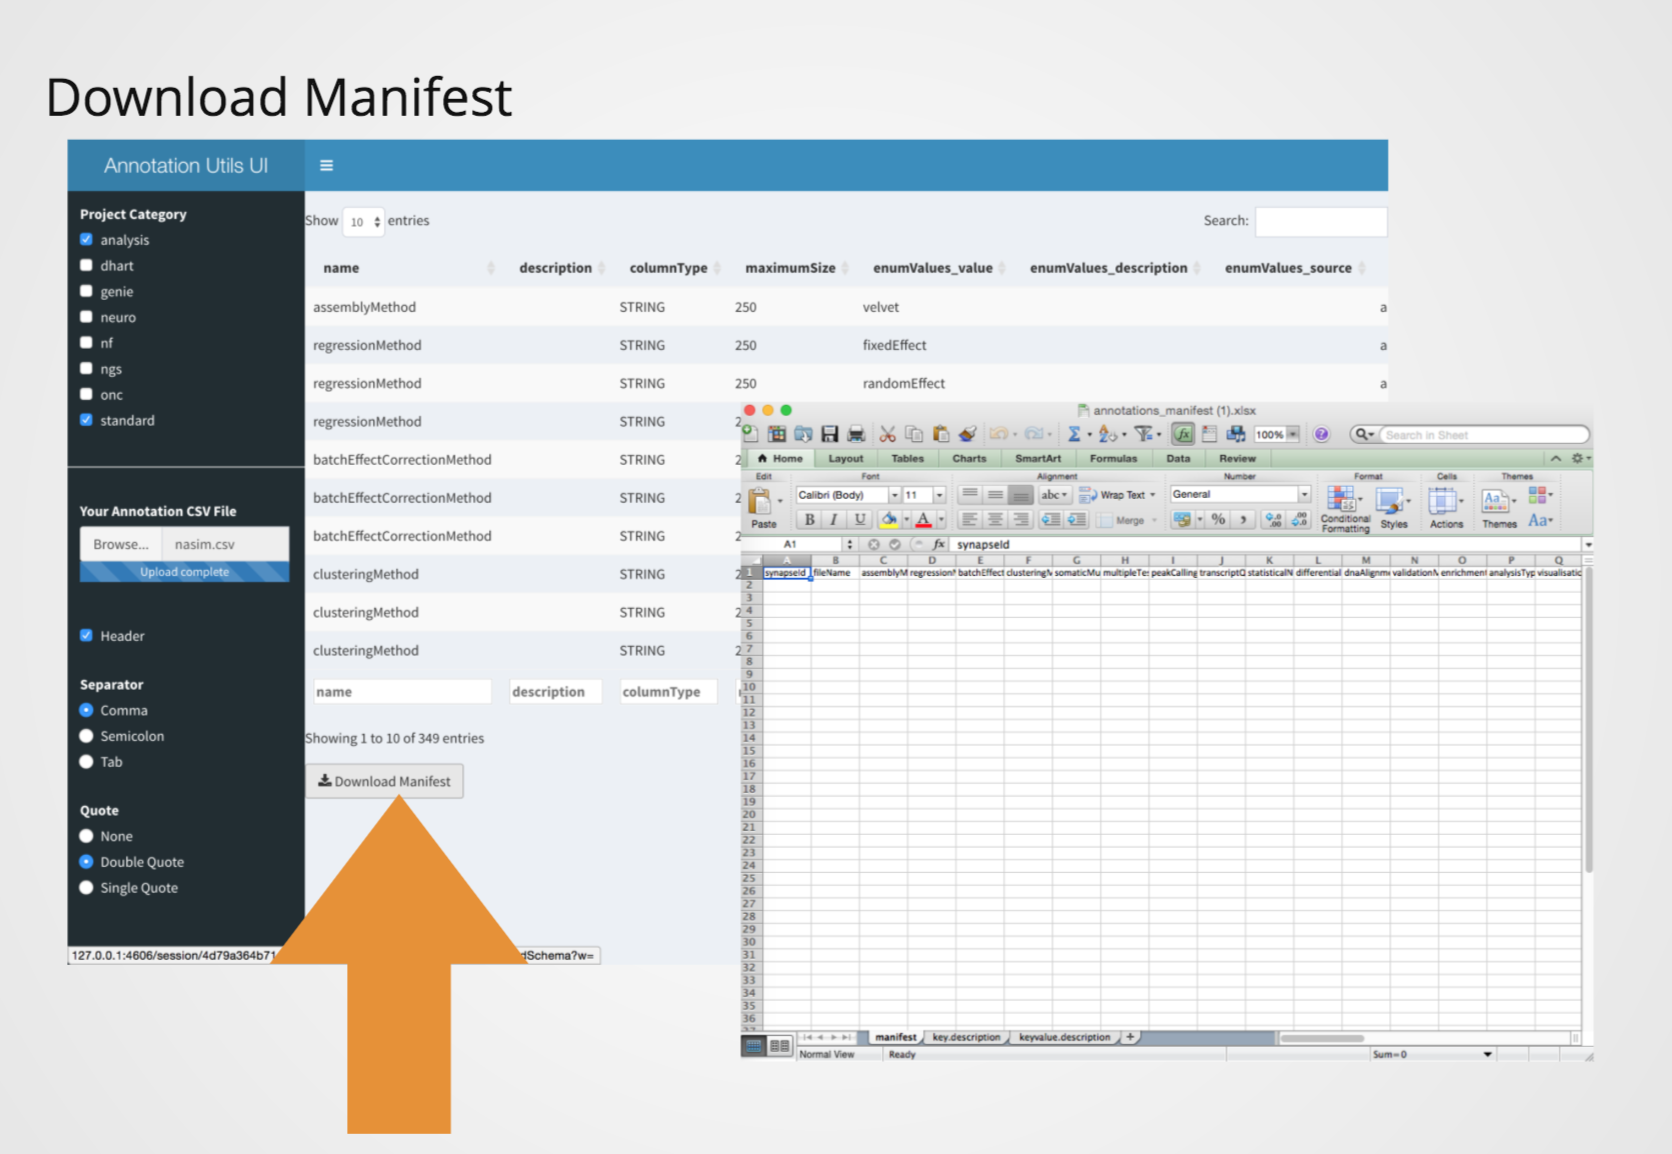 Download Manifest
Annotation Utils UI
Project Category
analysis
dhart
genie
neuro
nf
ngs
onc
standard
Your Annotation CSV File
Browse... nasim.csv
Upload complete
Header
Separator
Comma
Semicolon
Tab
Quote
None
Double Quote
Single Quote
Show 10 entries
Search:
name description columnType maximumSize enumValues_value enumValues_description enumValues_source
assemblyMethod STRING 250 velvet a
regressionMethod STRING 250 fixedEffect a
regressionMethod STRING 250 randomEffect a
regressionMethod STRING 2
batchEffectCorrectionMethod STRING 2
batchEffectCorrectionMethod STRING 2
batchEffectCorrectionMethod STRING 2
clusteringMethod STRING 2
clusteringMethod STRING 2
clusteringMethod STRING 2
name description columnType
Showing 1 to 10 of 349 entries
Download Manifest
127.0.0.1:4606/session/4d79a364b71 dSchema?w=
annotations_manifest (1).xlsx
100% Search in Sheet
Home Layout Tables Charts SmartArt Formulas Data Review
Edit Font Alignment Number Format Cells Themes
Calibri (Body) 11 abc Wrap Text General
Paste B I U A Merge % Conditional Formatting Styles Actions Themes Aa
A1 fx synapseId
A B C D E F G H I J K L M N O P Q
1 synapseId fileName assemblyM regressionM batchEffect clusteringM somaticMu multipleTes peakCalling transcriptQ statisticalN differential dnaAlignm validationM enrichment analysisTyp visualisatic
2
3
4
5
6
7
8
9
10
11
12
13
14
15
16
17
18
19
20
21
22
23
24
25
26
27
28
29
30
31
32
33
34
35
36
manifest key.description keyvalue.description +
Normal View Ready Sum=0